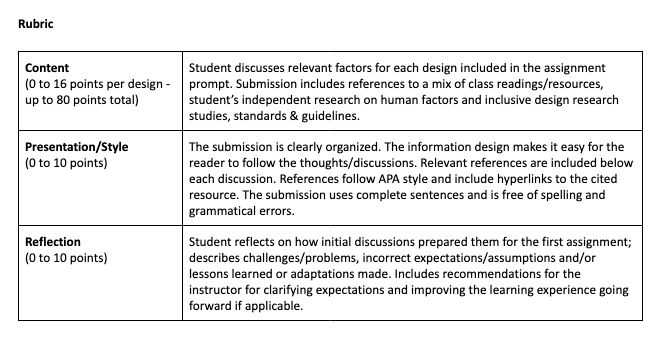 Rubric
Content
(0 to 16 points per design -
up to 80 points total)
Student discusses relevant factors for each design included in the assignment
prompt. Submission includes references to a mix of class readings/resources,
student's independent research on human factors and inclusive design research
studies, standards & guidelines.
Presentation/Style
(0 to 10 points)
The submission is clearly organized. The information design makes it easy for the
reader to follow the thoughts/discussions. Relevant references are included below
each discussion. References follow APA style and include hyperlinks to the cited
resource. The submission uses complete sentences and is free of spelling and
grammatical errors.
Reflection
(0 to 10 points)
Student reflects on how initial discussions prepared them for the first assignment;
describes challenges/problems, incorrect expectations/assumptions and/or
lessons learned or adaptations made. Includes recommendations for the
instructor for clarifying expectations and improving the learning experience going
forward if applicable.